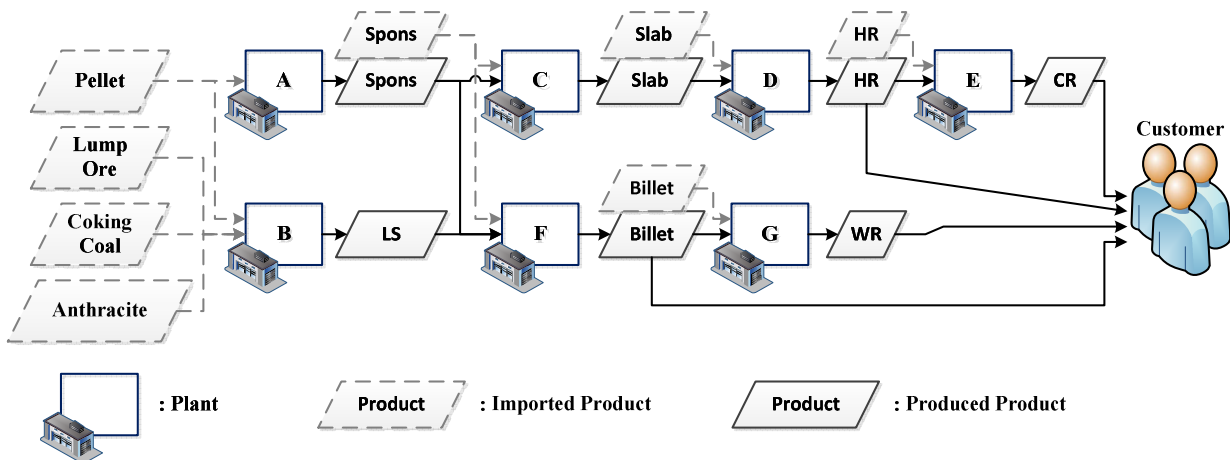 Spons
Slab
HR
Pellet
A
Spons
C
Slab
D
HR
E
CR
Customer
Lump
Ore
Billet
Coking
Coal
B
LS
F
Billet
G
WR
Anthracite
: Plant
Product
: Imported Product
Product
: Produced Product